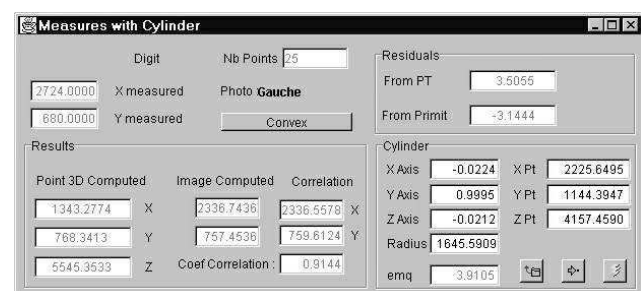 Measures with Cylinder
Digit Nb Points 25
2724.0000 X measured Photo Gauche
680.0000 Y measured Convex
Residuals
From PT 3.5055
From Primit -3.1444
Results
Point 3D Computed Image Computed Correlation
1343.2774 X 2336.7436 2336.5578 X
768.3413 Y 757.4536 759.6124 Y
5545.3533 Z Coef Correlation : 0.9144
Cylinder
X Axis -0.0224 X Pt 2225.6495
Y Axis 0.9995 Y Pt 1144.3947
Z Axis -0.0212 Z Pt 4157.4590
Radius 1645.5909
emq 3.9105